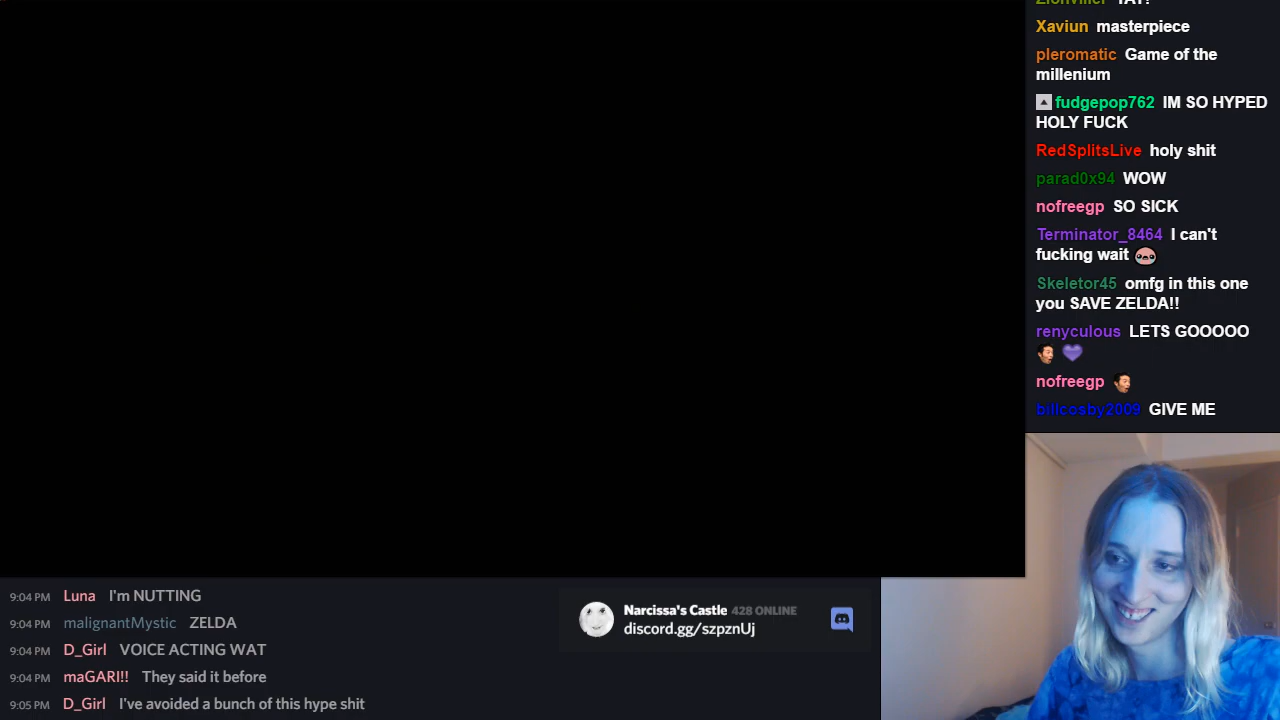 Xaviun masterpiece
pleromatic Game of the
millenium
fudgepop762 IM SO HYPED
HOLY FUCK
RedSplitsLive holy shit
parad0x94 WOW
nofreegp SO SICK
Terminator_8464 I can't
fucking wait
Skeletor45 omfg in this one
you SAVE ZELDA!!
renyculous LETS GOOOOO
nofreegp
billcosby2009 GIVE ME
9:04 PM Luna I'm NUTTING
9:04 PM malignantMystic ZELDA
9:04 PM D_Girl VOICE ACTING WAT
9:04 PM maGARI!! They said it before
9:05 PM D_Girl I've avoided a bunch of this hype shit
Narcissa's Castle 428 ONLINE
discord.gg/szpznUj